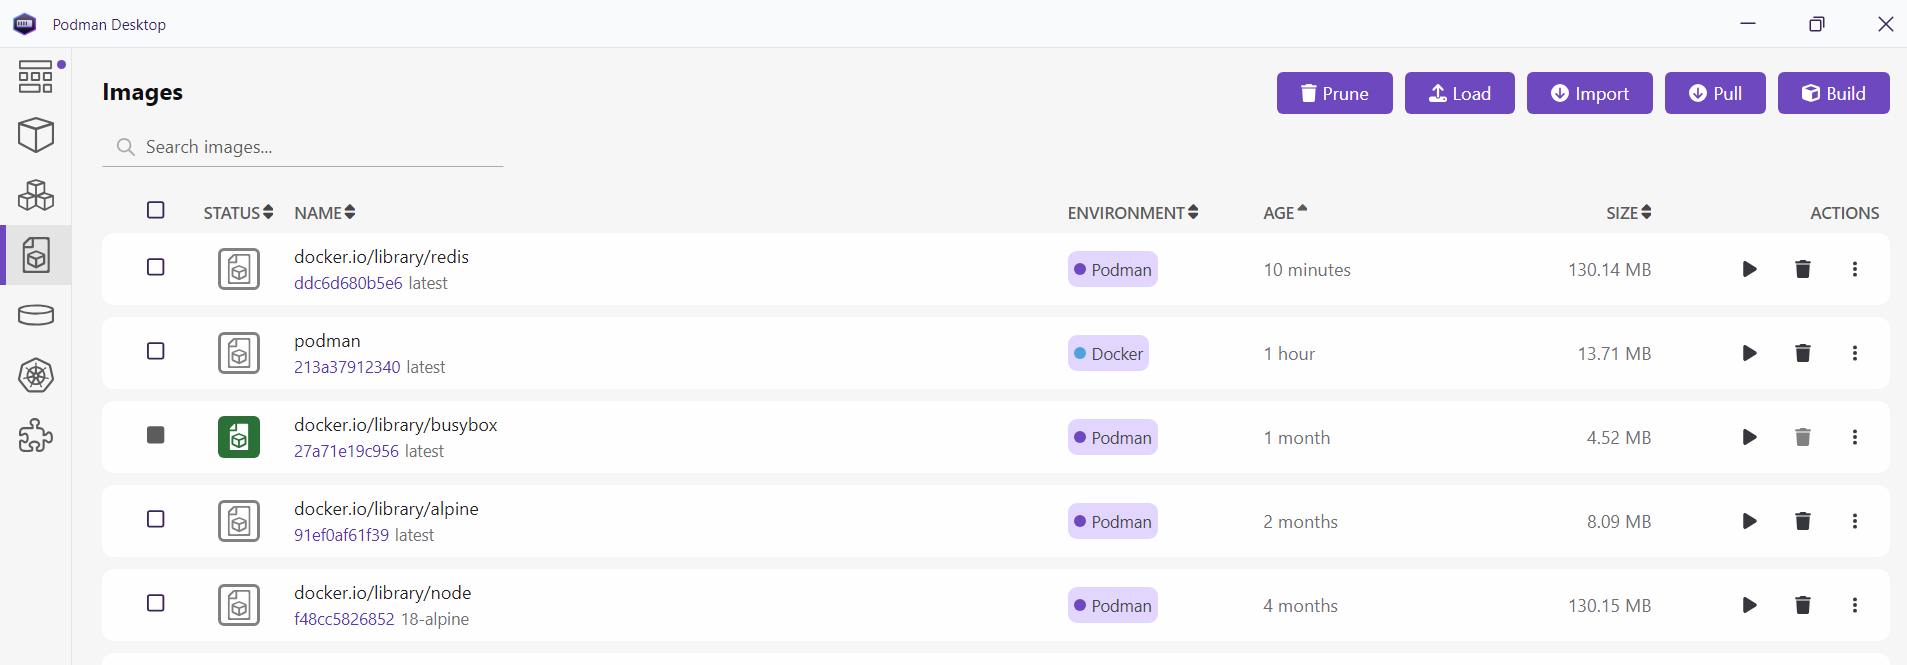 Podman Desktop
Images
Prune Load Import Pull Build
Search images...
STATUS NAME ENVIRONMENT AGE SIZE ACTIONS
docker.io/library/redis
ddc6d680b5e6 latest
Podman 10 minutes 130.14 MB
podman
213a37912340 latest
Docker 1 hour 13.71 MB
docker.io/library/busybox
27a71e19c956 latest
Podman 1 month 4.52 MB
docker.io/library/alpine
91ef0af61f39 latest
Podman 2 months 8.09 MB
docker.io/library/node
f48cc5826852 18-alpine
Podman 4 months 130.15 MB